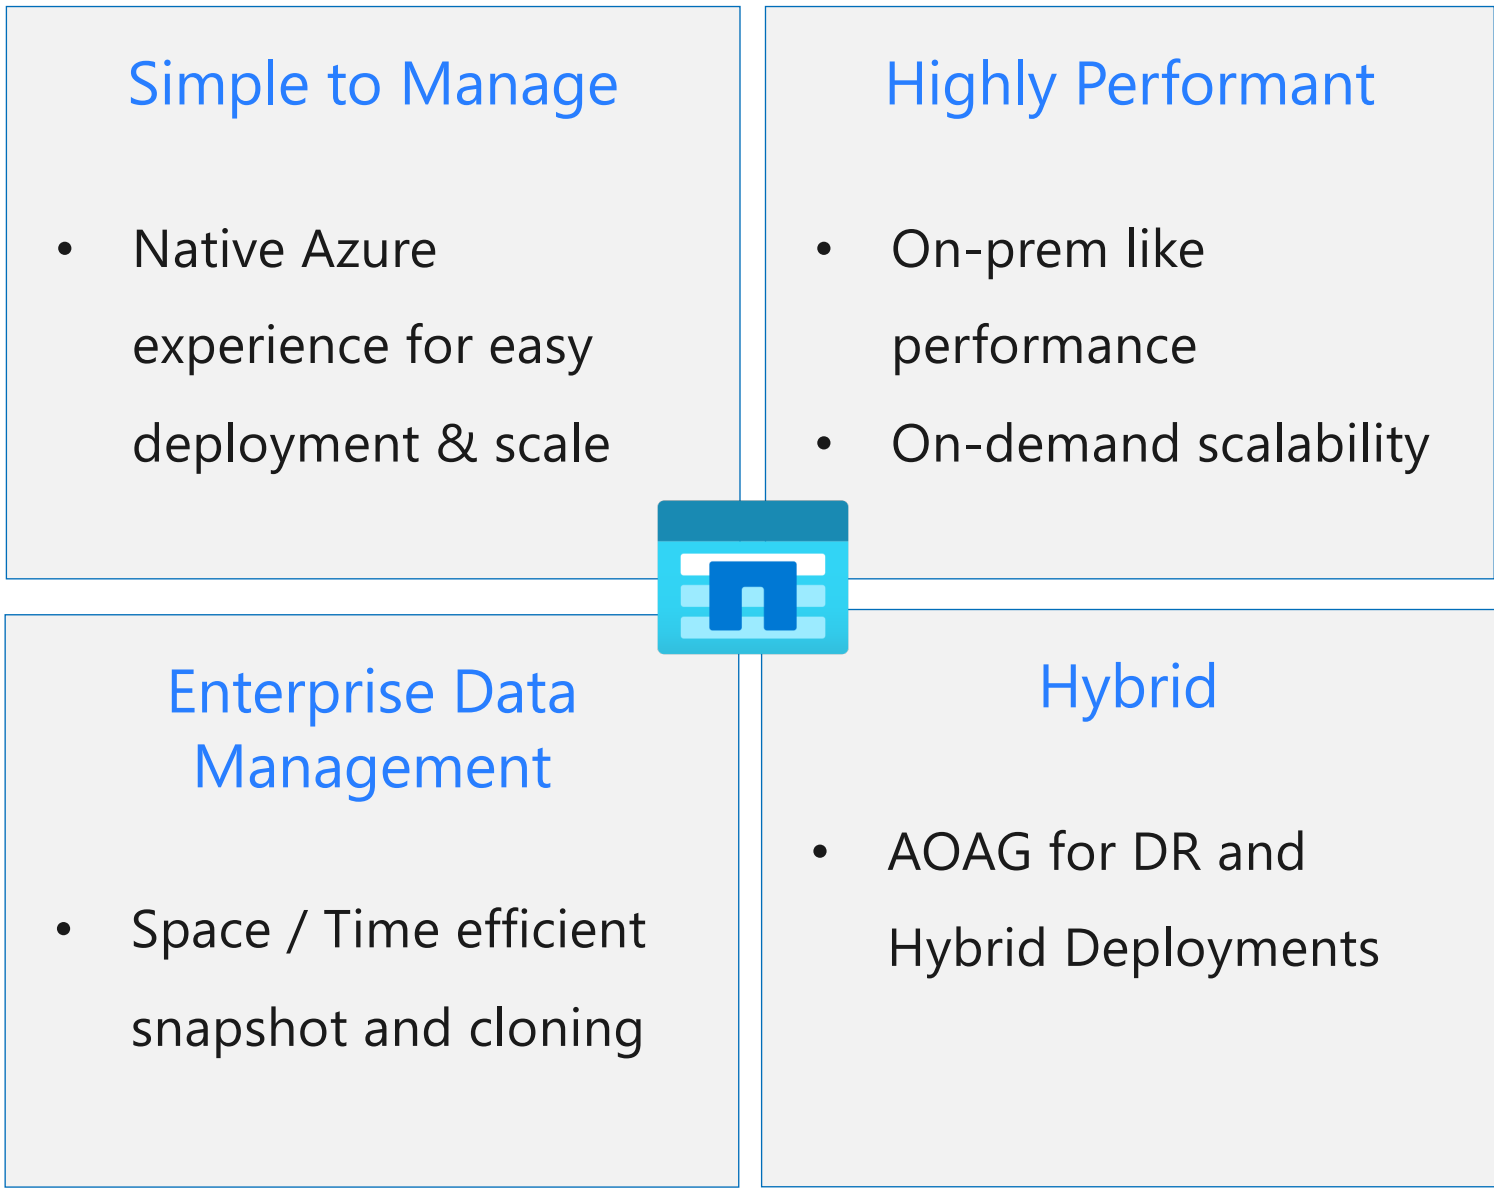 Simple to Manage
• Native Azure
experience for easy
deployment & scale
Highly Performant
• On-prem like
performance
• On-demand scalability
Enterprise Data
Management
• Space / Time efficient
snapshot and cloning
Hybrid
• AOAG for DR and
Hybrid Deployments